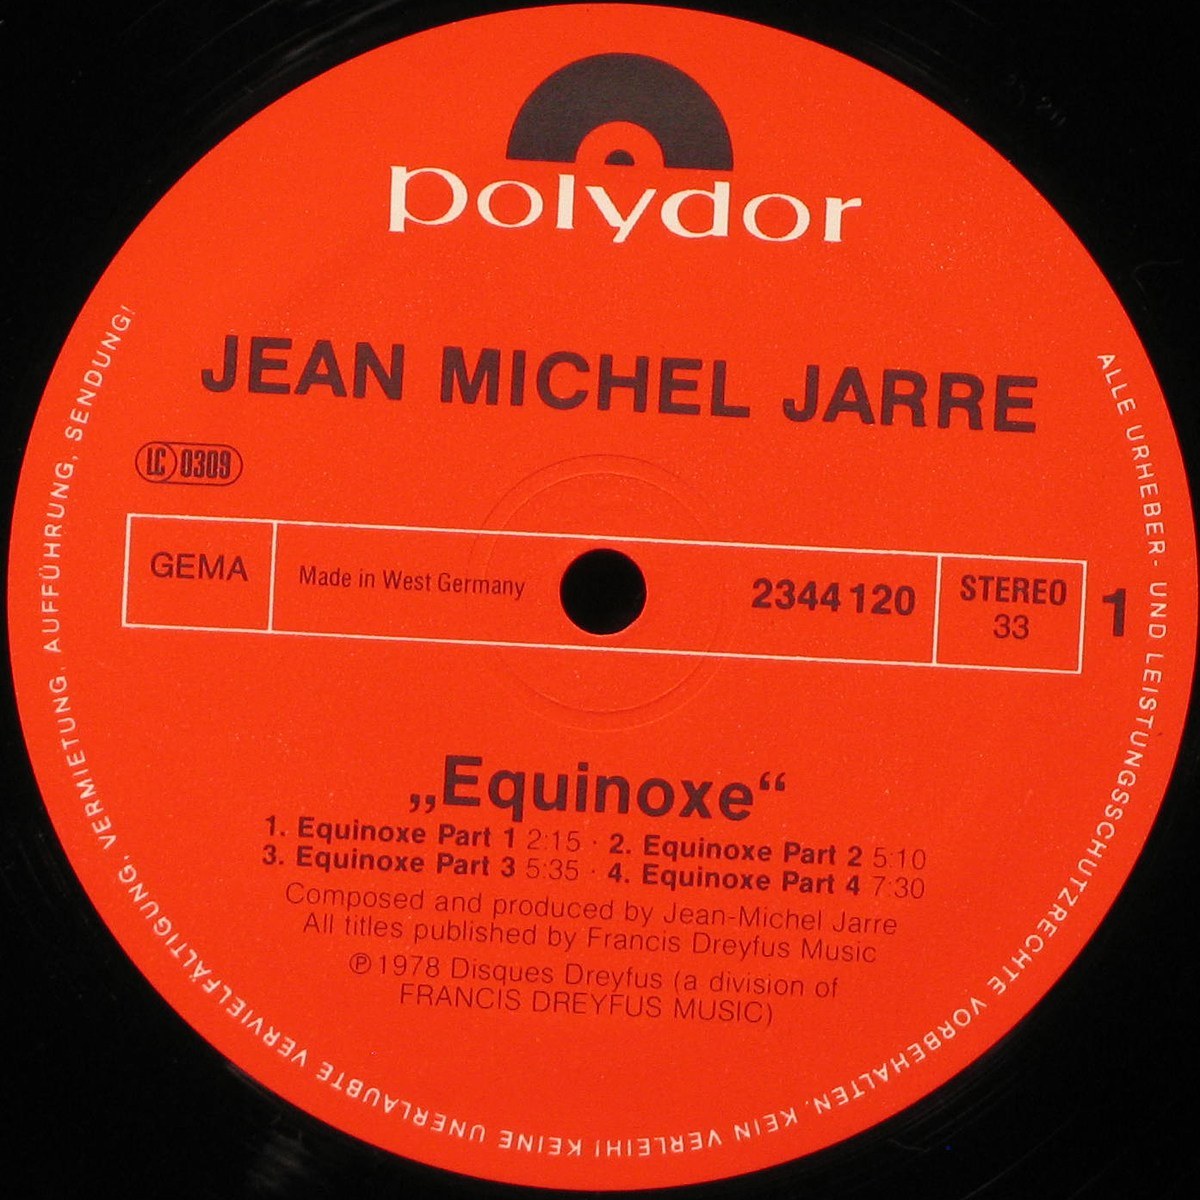 polydor
JEAN MICHEL JARRE
LC 0309
GEMA
Made in West Germany
2344 120
STEREO
33
1
„Equinoxe“
1. Equinoxe Part 1 2:15 · 2. Equinoxe Part 2 5:10
3. Equinoxe Part 3 5:35 · 4. Equinoxe Part 4 7:30
Composed and produced by Jean-Michel Jarre
All titles published by Francis Dreyfus Music
℗ 1978 Disques Dreyfus (a division of
FRANCIS DREYFUS MUSIC)
ALLE URHEBER- UND LEISTUNGSSCHUTZRECHTE VORBEHALTEN. KEIN VERLEIH! KEINE UNERLAUBTE VERVIELFÄLTIGUNG, VERMIETUNG, AUFFÜHRUNG, SENDUNG!